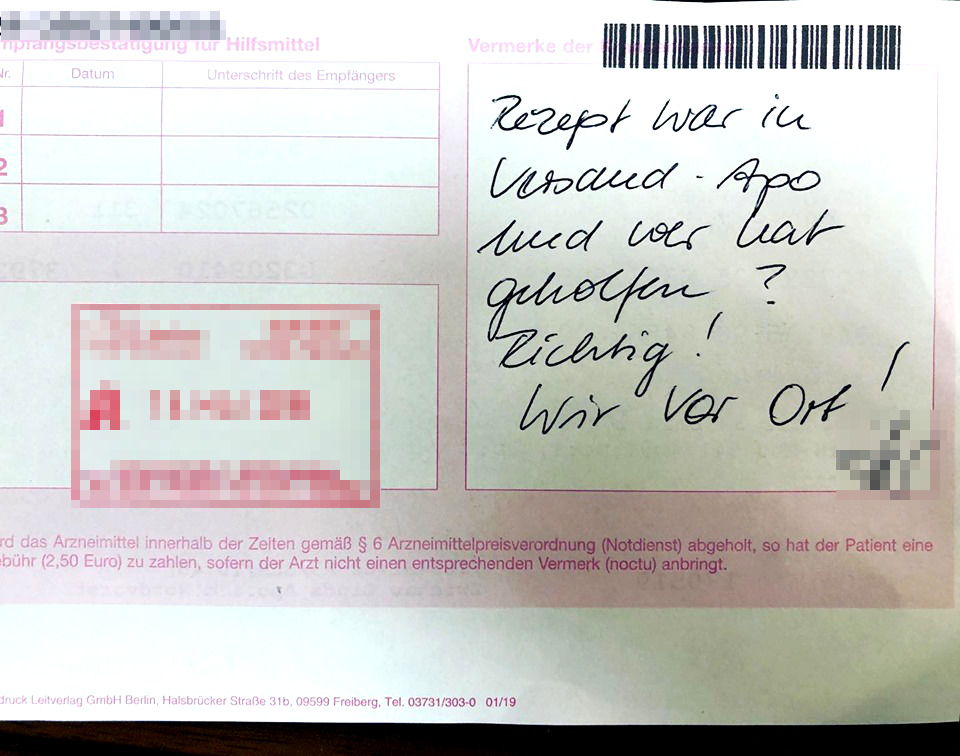 mpfangsbestätigung für Hilfsmittel
Nr. Datum Unterschrift des Empfängers
1
2
3
Vermerke der
Rezept war in
Versand-Apo
und wer hat
geholfen ?
Richtig !
Wir vor Ort !
rd das Arzneimittel innerhalb der Zeiten gemäß § 6 Arzneimittelpreisverordnung (Notdienst) abgeholt, so hat der Patient eine
ebühr (2,50 Euro) zu zahlen, sofern der Arzt nicht einen entsprechenden Vermerk (noctu) anbringt.
druck Leitverlag GmbH Berlin, Halsbrücker Straße 31b, 09599 Freiberg, Tel. 03731/303-0 01/19